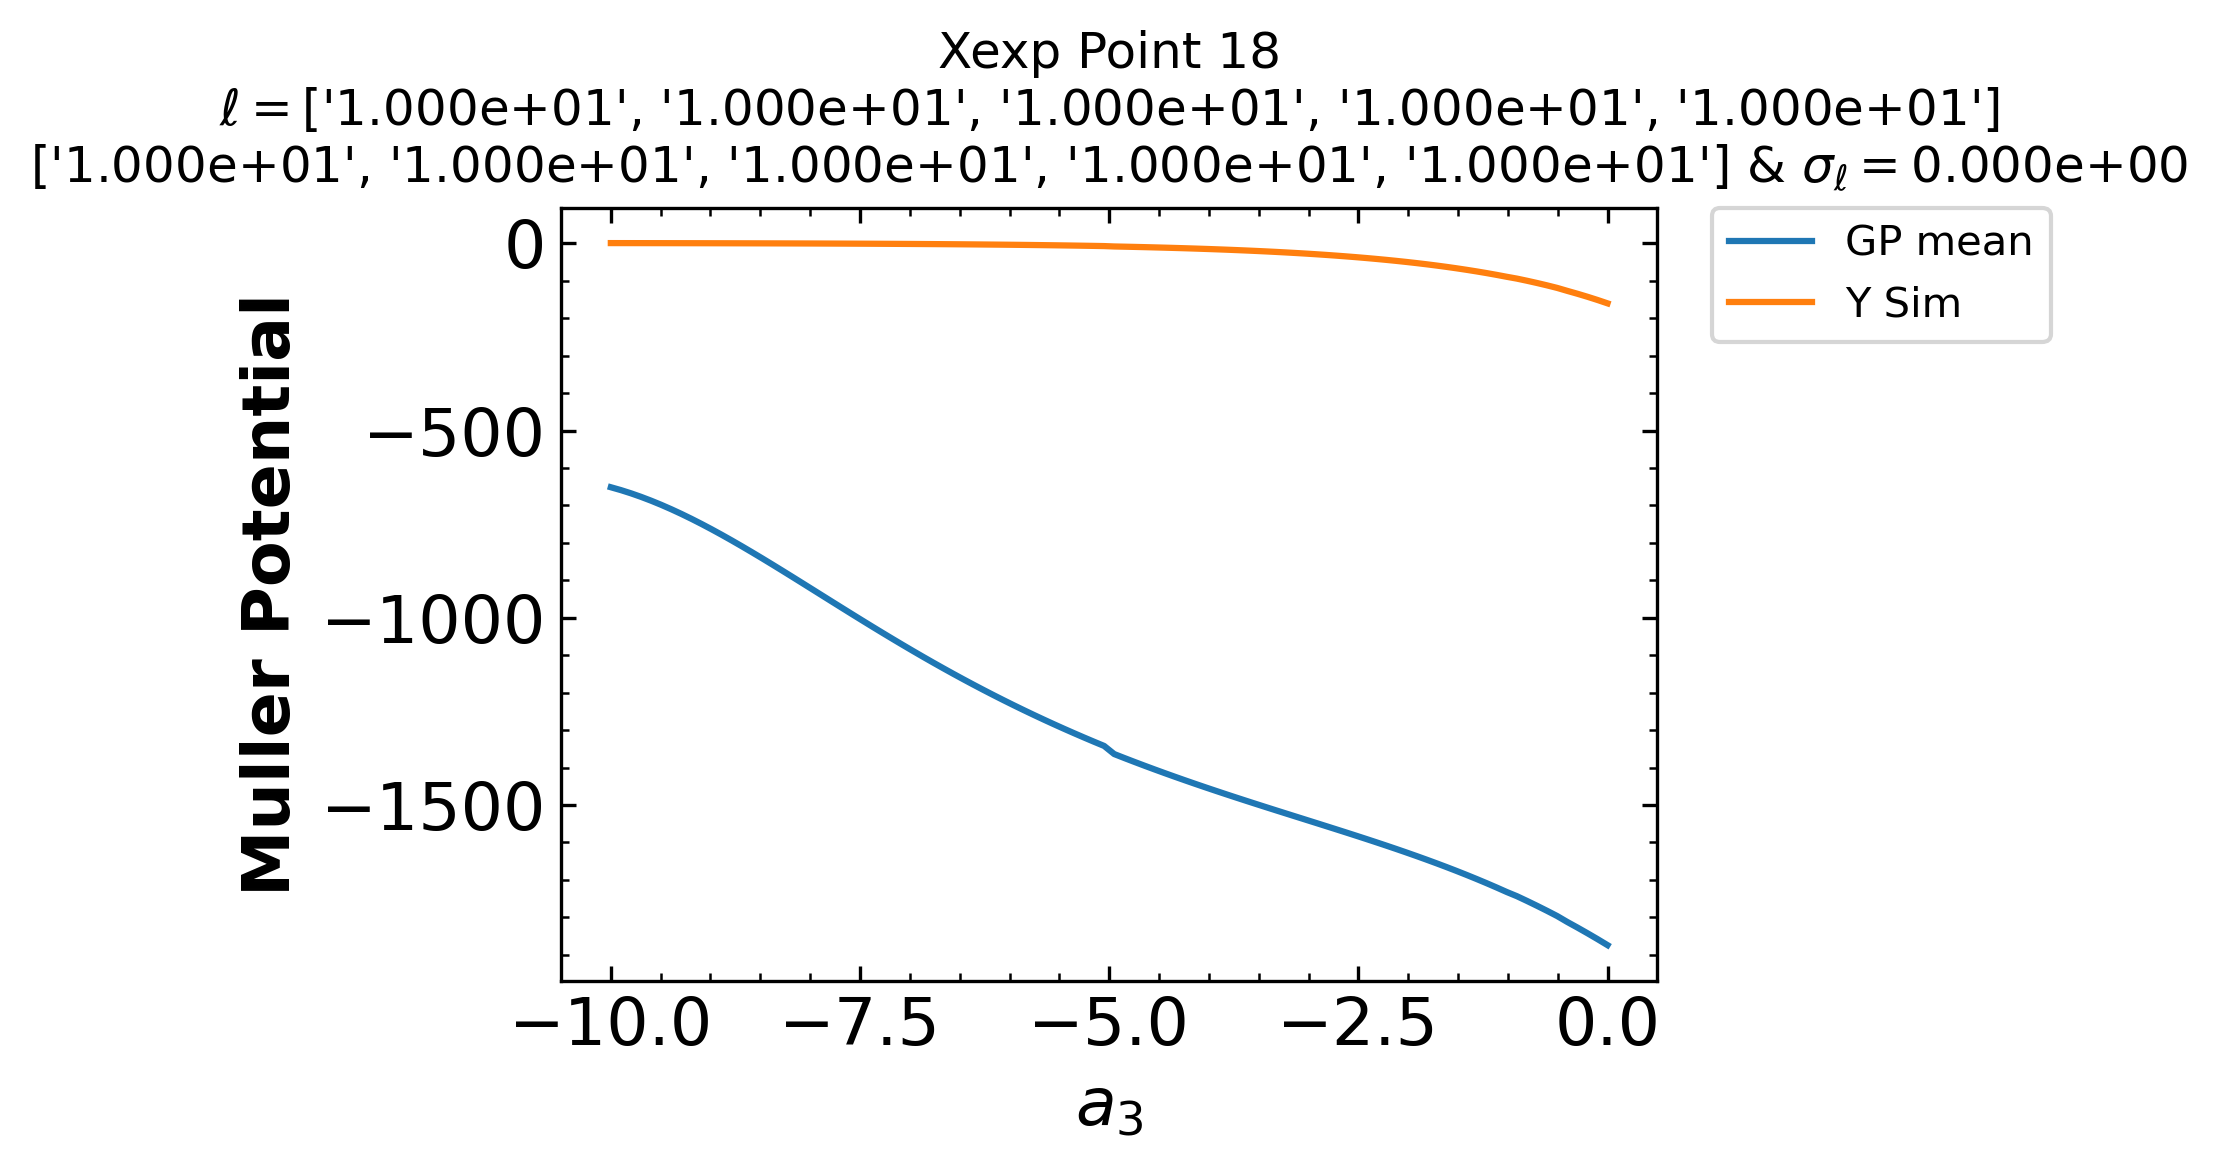 Xexp Point 18
ℓ = ['1.000e+01', '1.000e+01', '1.000e+01', '1.000e+01', '1.000e+01']
['1.000e+01', '1.000e+01', '1.000e+01', '1.000e+01', '1.000e+01'] & σℓ = 0.000e+00
GP mean
Y Sim
Muller Potential
0
−500
−1000
−1500
−10.0 −7.5 −5.0 −2.5 0.0
a₃